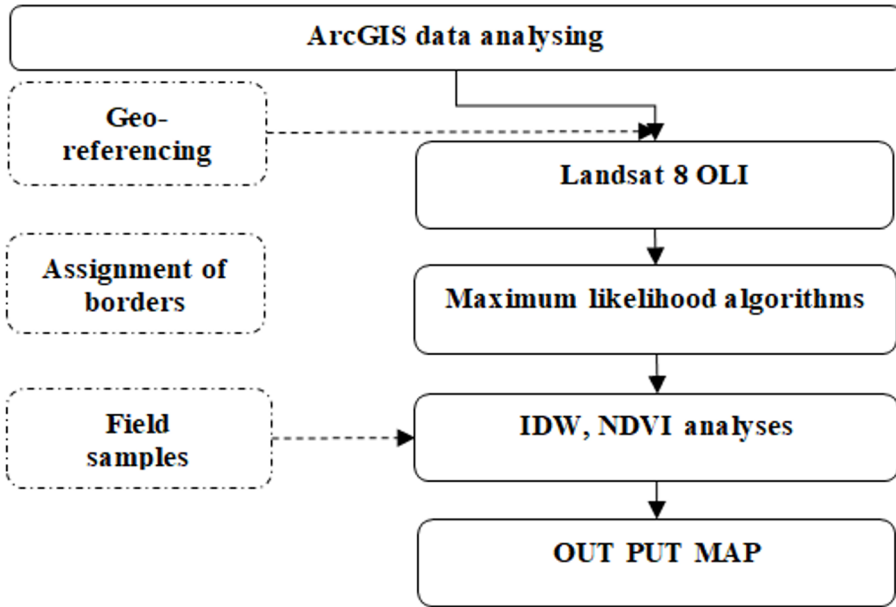 ArcGIS data analysing
Geo-
referencing
Landsat 8 OLI
Assignment of
borders
Maximum likelihood algorithms
Field
samples
IDW, NDVI analyses
OUT PUT MAP